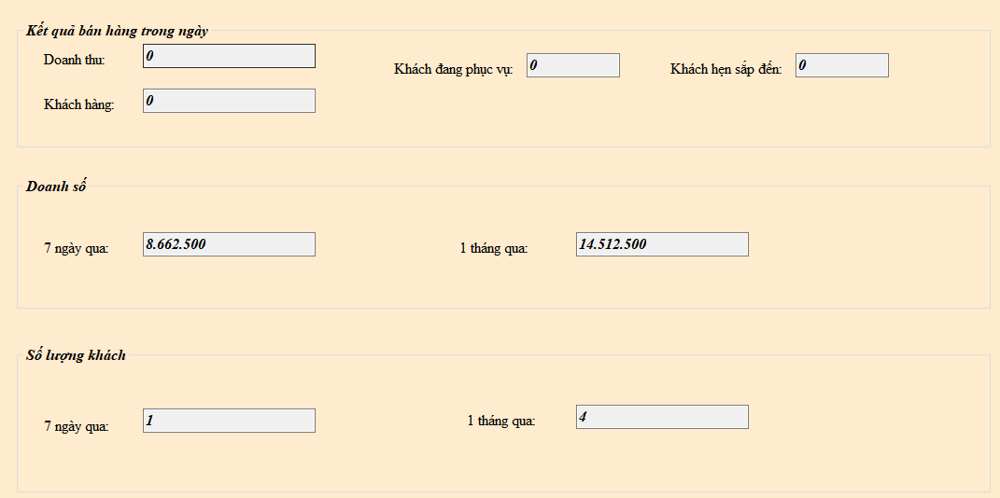 Kết quả bán hàng trong ngày
Doanh thu: 0
Khách đang phục vụ: 0
Khách hẹn sắp đến: 0
Khách hàng: 0
Doanh số
7 ngày qua: 8.662.500
1 tháng qua: 14.512.500
Số lượng khách
7 ngày qua: 1
1 tháng qua: 4